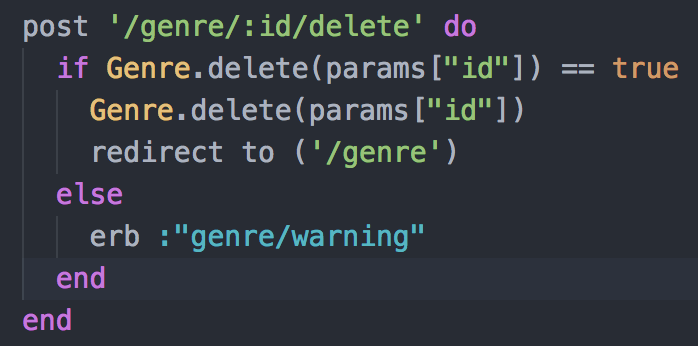 post '/genre/:id/delete' do
  if Genre.delete(params["id"]) == true
    Genre.delete(params["id"])
    redirect to ('/genre')
  else
    erb :"genre/warning"
  end
end